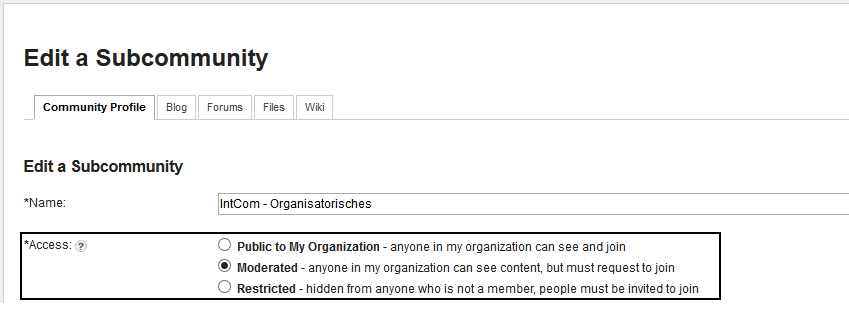 Edit a Subcommunity
Community Profile Blog Forums Files Wiki
Edit a Subcommunity
*Name: IntCom - Organisatorisches
*Access: ? Public to My Organization - anyone in my organization can see and join
Moderated - anyone in my organization can see content, but must request to join
Restricted - hidden from anyone who is not a member, people must be invited to join